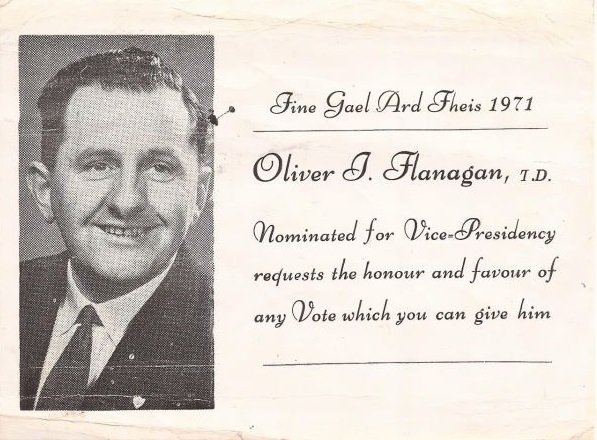 Fine Gael Ard Fheis 1971
Oliver J. Flanagan, T.D.
Nominated for Vice-Presidency
requests the honour and favour of
any Vote which you can give him